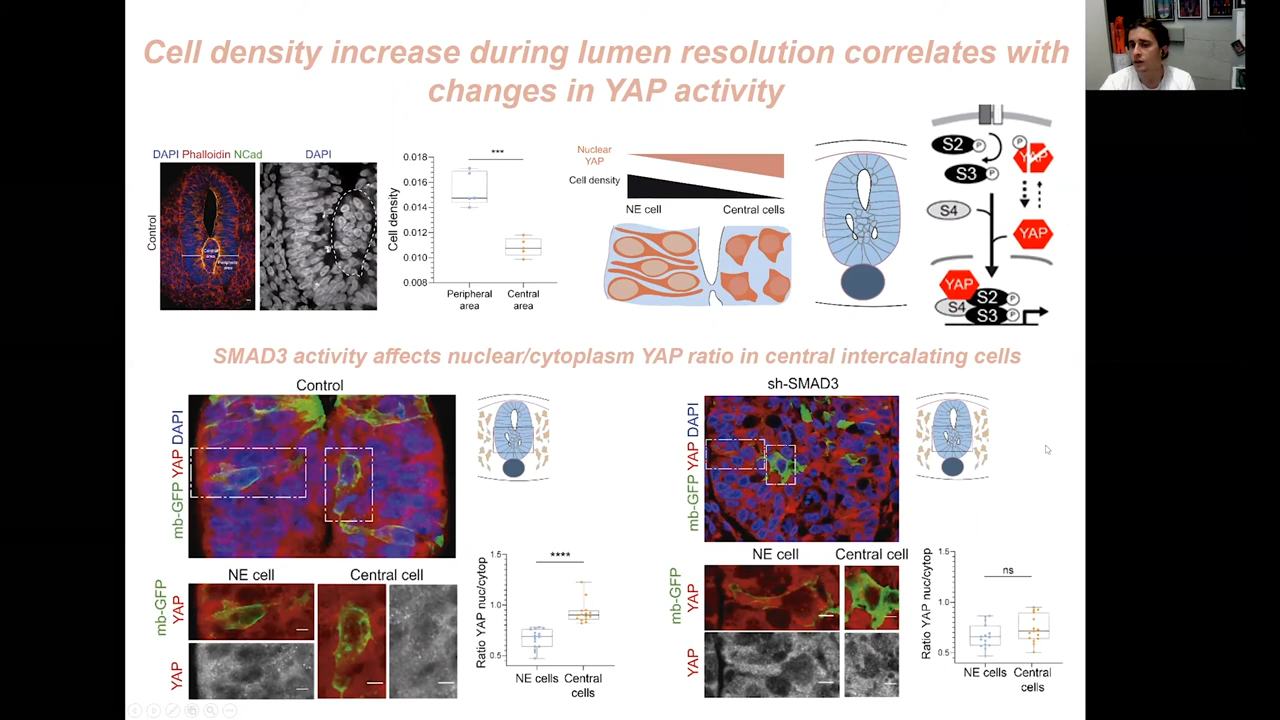 Cell density increase during lumen resolution correlates with
changes in YAP activity
DAPI Phalloidin NCad
DAPI
Control
Central
area
Peripheral
area
Cell density
0.018
0.016
0.014
0.012
0.010
0.008
***
Peripheral
area
Central
area
Nuclear
YAP
Cell density
NE cell
Central cells
S2
P
P
YAP
S3
P
S4
YAP
YAP
S4
S2
P
S3
P
SMAD3 activity affects nuclear/cytoplasm YAP ratio in central intercalating cells
Control
mb-GFP YAP DAPI
NE cell
Central cell
mb-GFP
YAP
YAP
Ratio YAP nuc/cytop
1.5
1.0
0.5
****
NE cells
Central
cells
sh-SMAD3
mb-GFP YAP DAPI
NE cell
Central cell
mb-GFP
YAP
YAP
Ratio YAP nuc/cytop
1.5
1.0
0.5
ns
NE cells
Central
cells